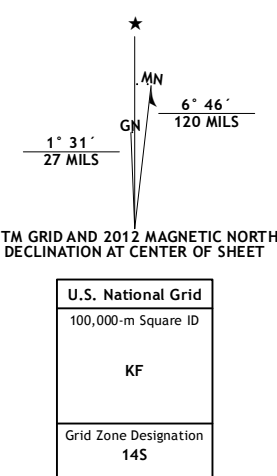 ★
MN
GN
6° 46´
120 MILS
1° 31´
27 MILS
TM GRID AND 2012 MAGNETIC NORTH
DECLINATION AT CENTER OF SHEET
U.S. National Grid
100,000-m Square ID
KF
Grid Zone Designation
14S